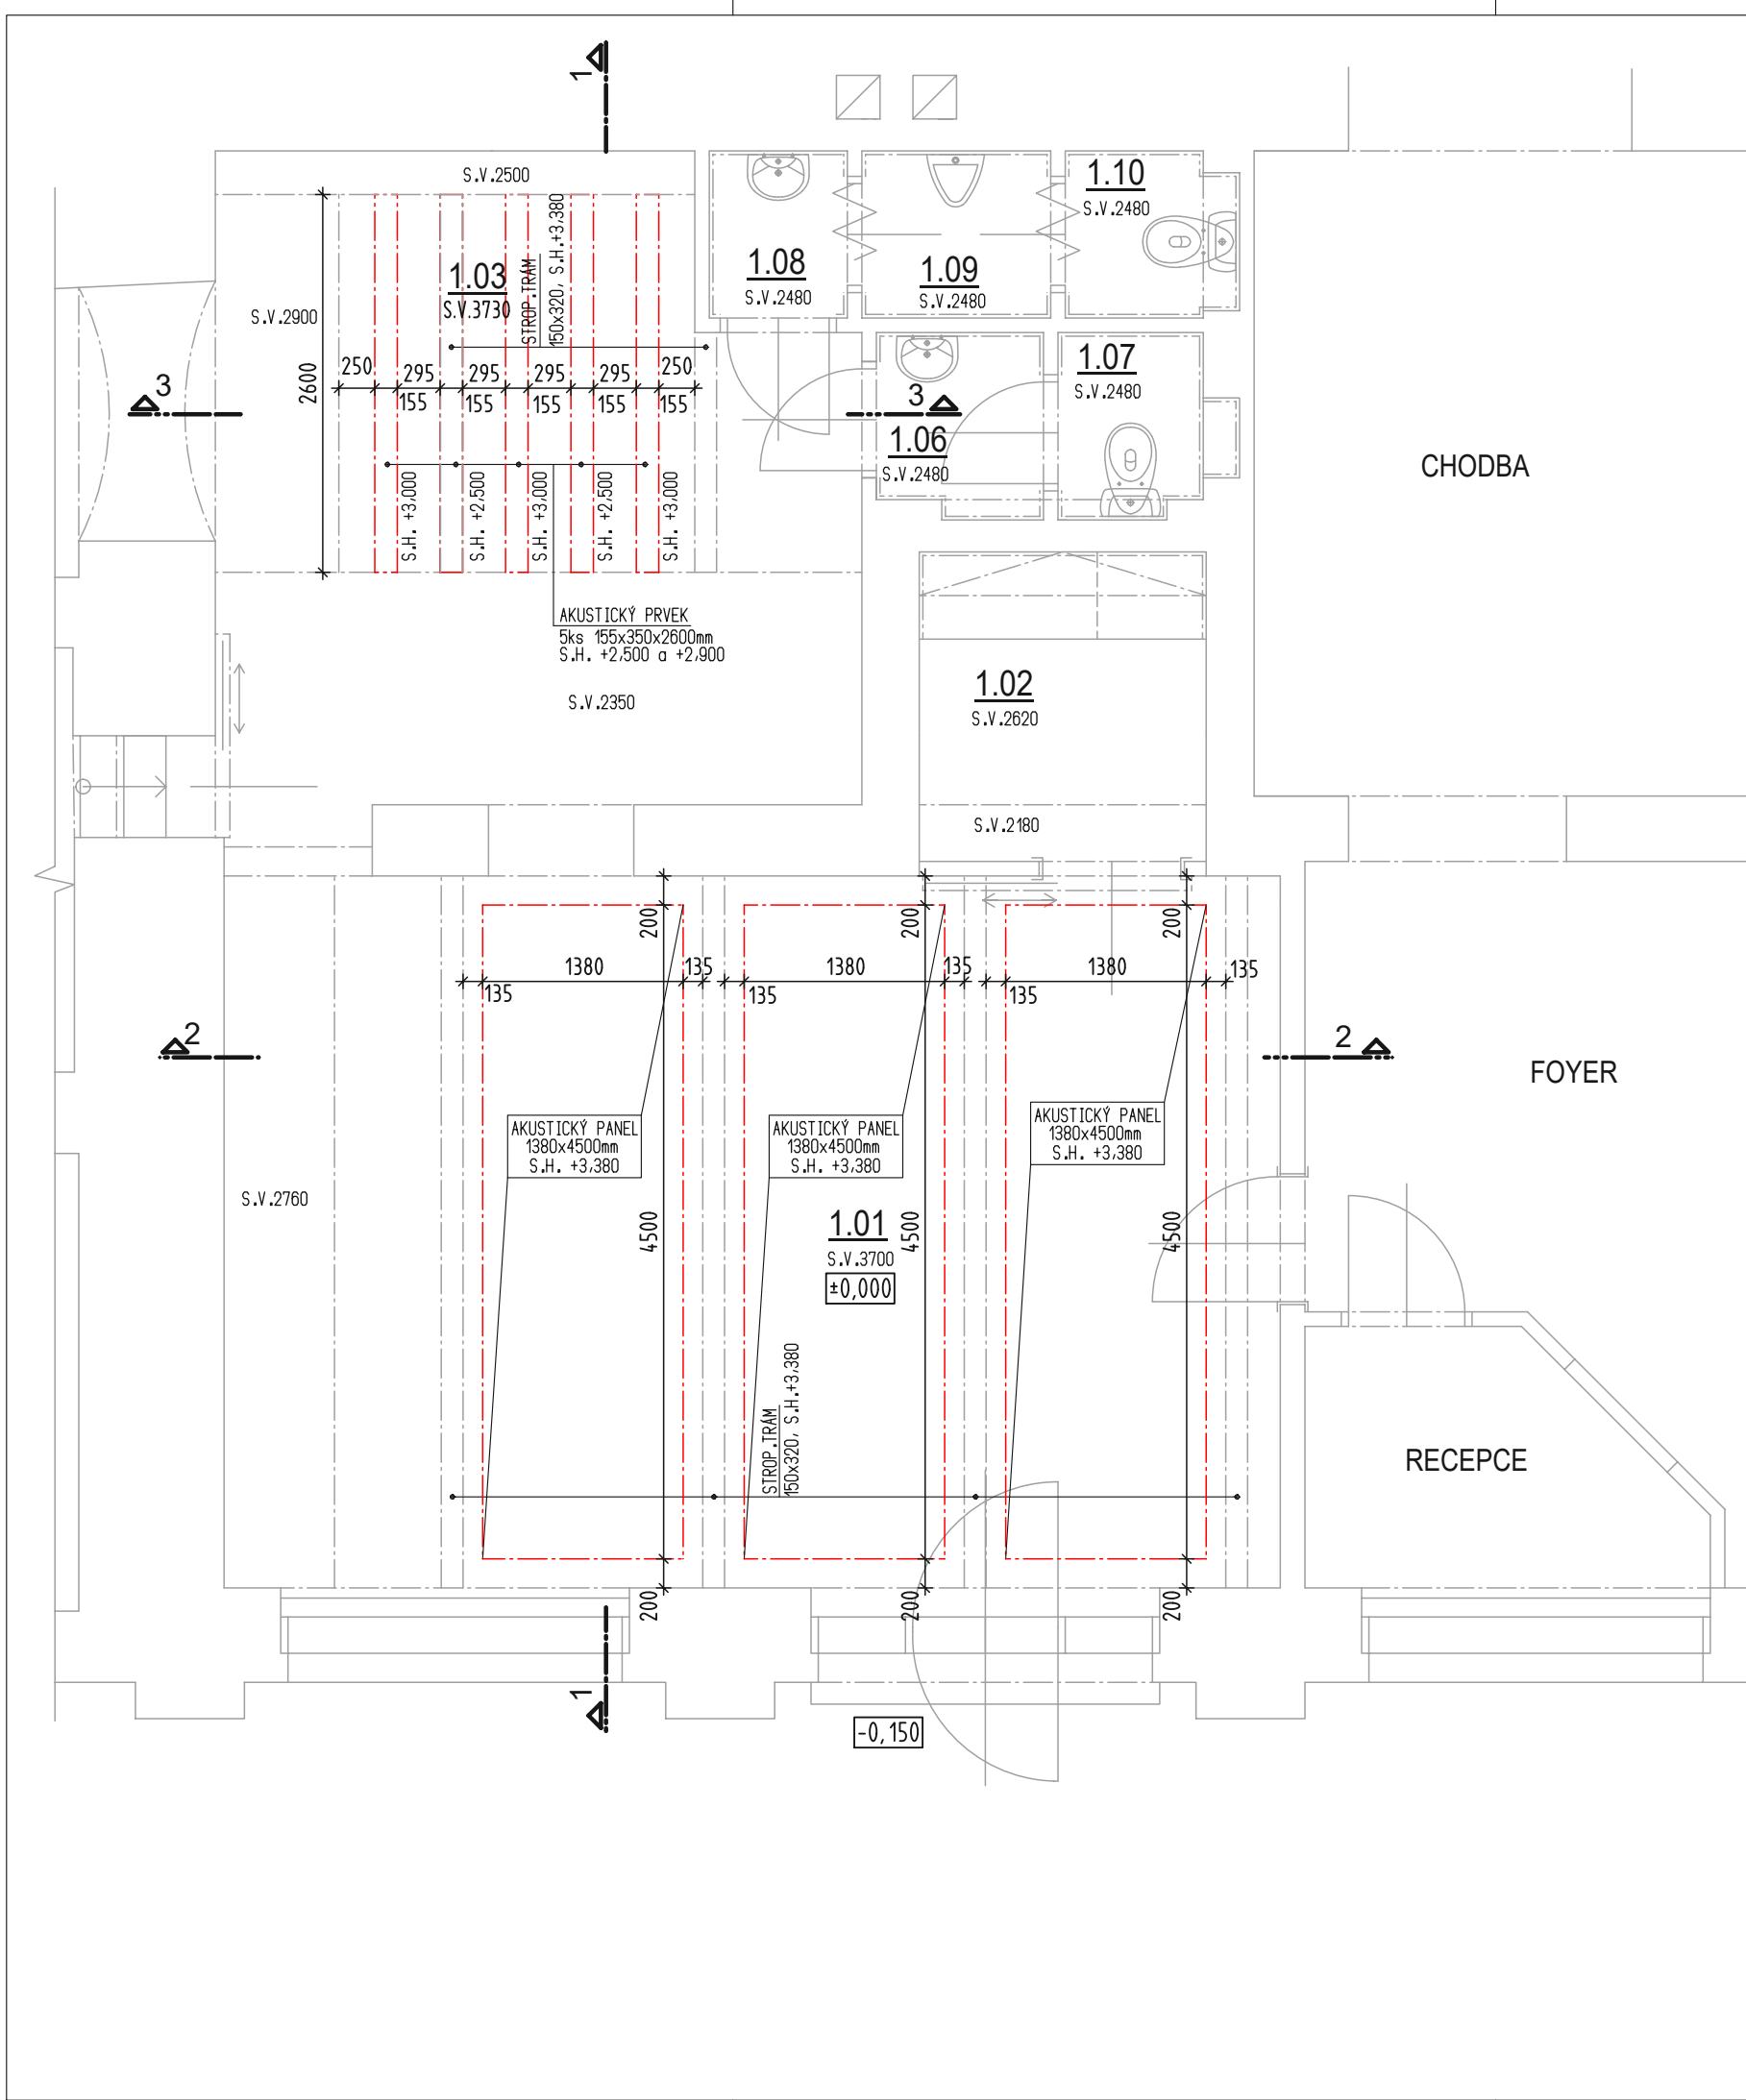 1
S.V.2500
1.10
S.V.2480
1.03
S.V.3730
STROP.TRÁM
150x320, S.H.+3,380
1.08
S.V.2480
1.09
S.V.2480
S.V.2900
2600
250
295
295
295
295
250
155
155
155
155
155
1.07
S.V.2480
3
3
1.06
S.V.2480
CHODBA
S.H. +3,000
S.H. +2,500
S.H. +3,000
S.H. +2,500
S.H. +3,000
AKUSTICKÝ PRVEK
5ks 155x350x2600mm
S.H. +2,500 a +2,900
S.V.2350
1.02
S.V.2620
S.V.2180
200
200
200
1380
135
1380
135
1380
135
135
135
135
2
2
FOYER
AKUSTICKÝ PANEL
1380x4500mm
S.H. +3,380
AKUSTICKÝ PANEL
1380x4500mm
S.H. +3,380
AKUSTICKÝ PANEL
1380x4500mm
S.H. +3,380
S.V.2760
4500
1.01
S.V.3700
±0,000
4500
4500
STROP.TRÁM
150x320, S.H.+3,380
RECEPCE
200
200
200
1
-0,150